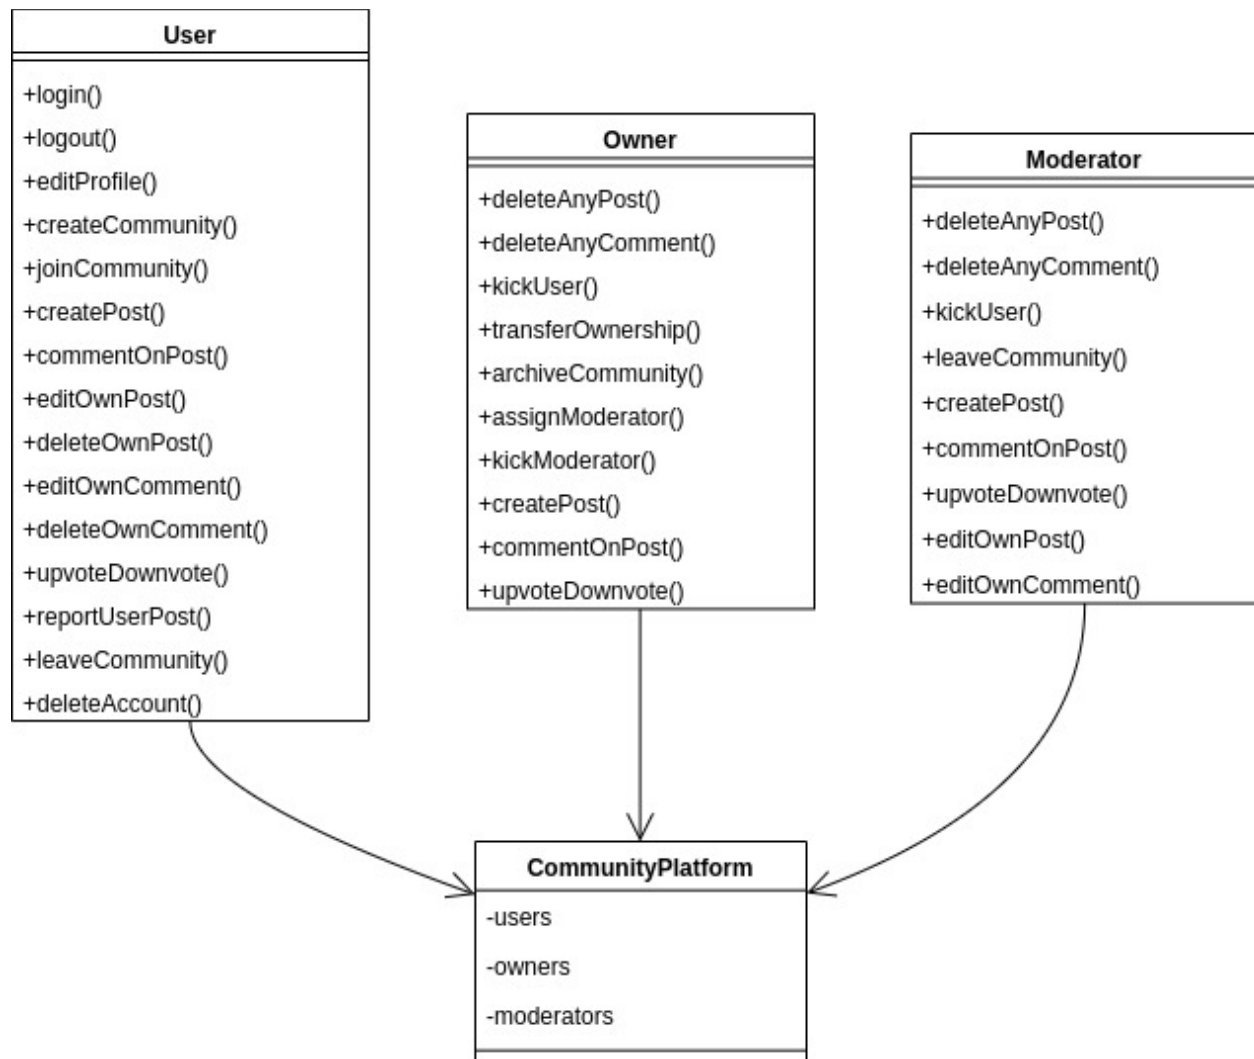 User
+login()
+logout()
+editProfile()
+createCommunity()
+joinCommunity()
+createPost()
+commentOnPost()
+editOwnPost()
+deleteOwnPost()
+editOwnComment()
+deleteOwnComment()
+upvoteDownvote()
+reportUserPost()
+leaveCommunity()
+deleteAccount()
Owner
+deleteAnyPost()
+deleteAnyComment()
+kickUser()
+transferOwnership()
+archiveCommunity()
+assignModerator()
+kickModerator()
+createPost()
+commentOnPost()
+upvoteDownvote()
Moderator
+deleteAnyPost()
+deleteAnyComment()
+kickUser()
+leaveCommunity()
+createPost()
+commentOnPost()
+upvoteDownvote()
+editOwnPost()
+editOwnComment()
CommunityPlatform
-users
-owners
-moderators